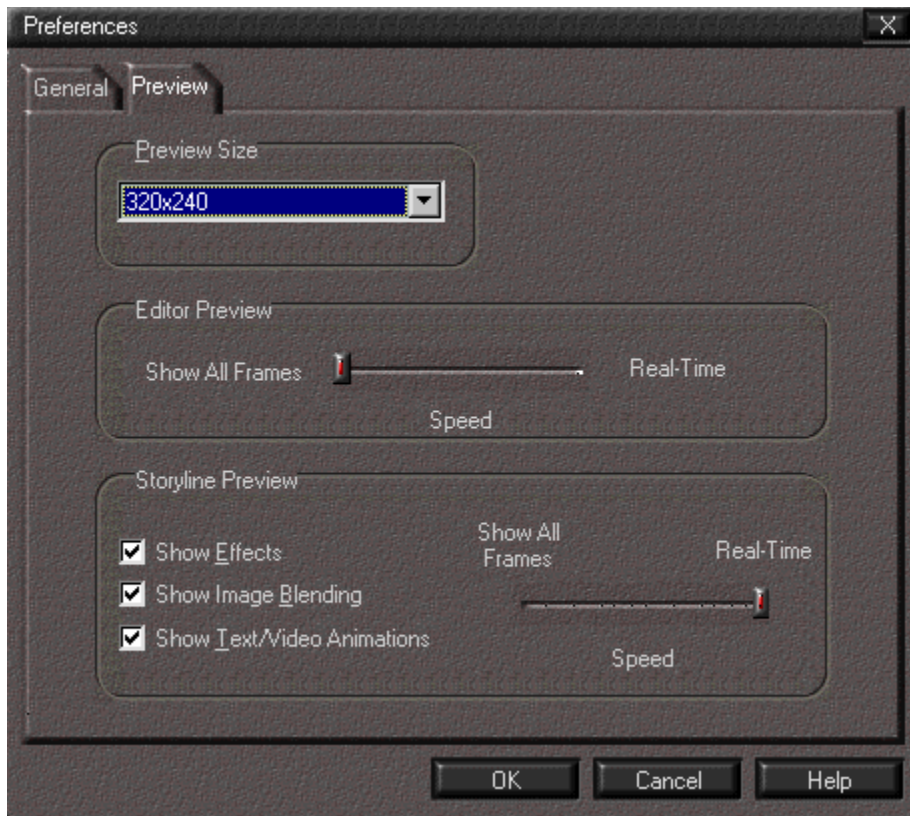 Preferences
General
Preview
Preview Size
320x240
Editor Preview
Show All Frames
Real-Time
Speed
Storyline Preview
Show Effects
Show Image Blending
Show Text/Video Animations
Show All
Frames
Real-Time
Speed
OK
Cancel
Help